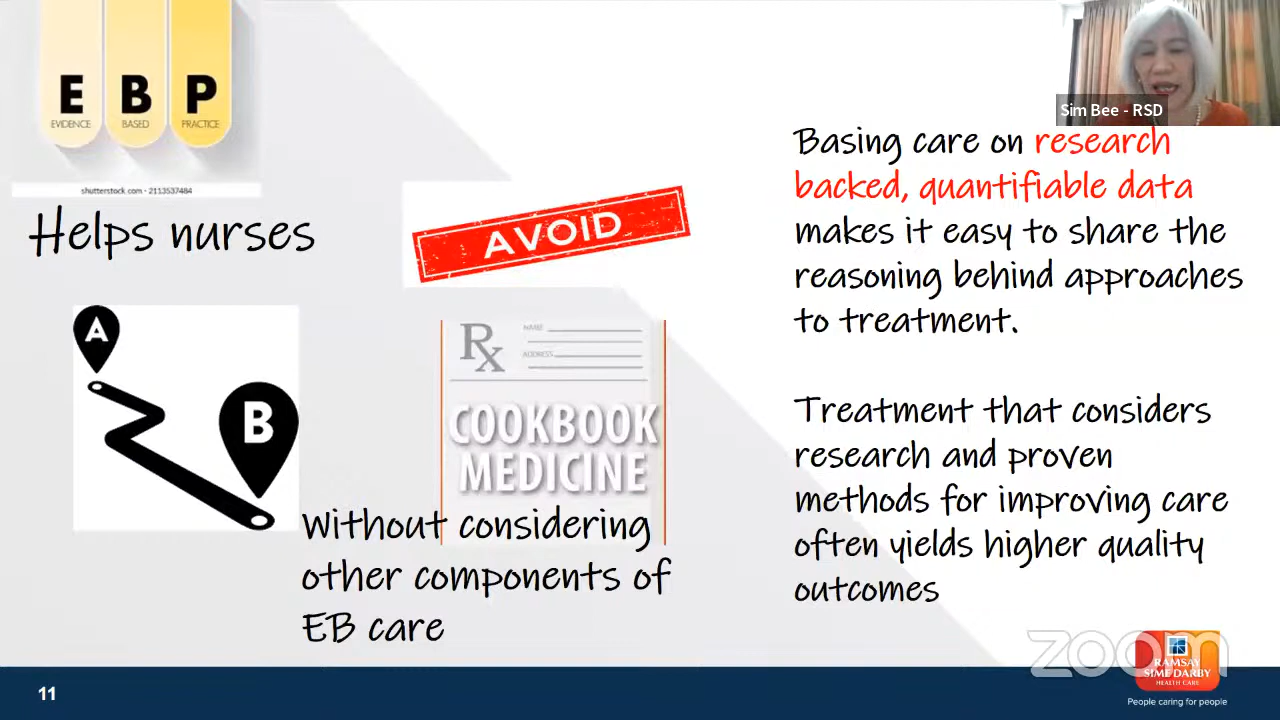 E B P
EVIDENCE BASED PRACTICE
shutterstock.com · 2113537484
Helps nurses
A
B
AVOID
Rx
NAME
ADDRESS
COOKBOOK
MEDICINE
Without considering
other components of
EB care
Sim Bee - RSD
Basing care on research
backed, quantifiable data
makes it easy to share the
reasoning behind approaches
to treatment.
Treatment that considers
research and proven
methods for improving care
often yields higher quality
outcomes
zoom
RAMSAY
SIME DARBY
HEALTH CARE
People caring for people
11